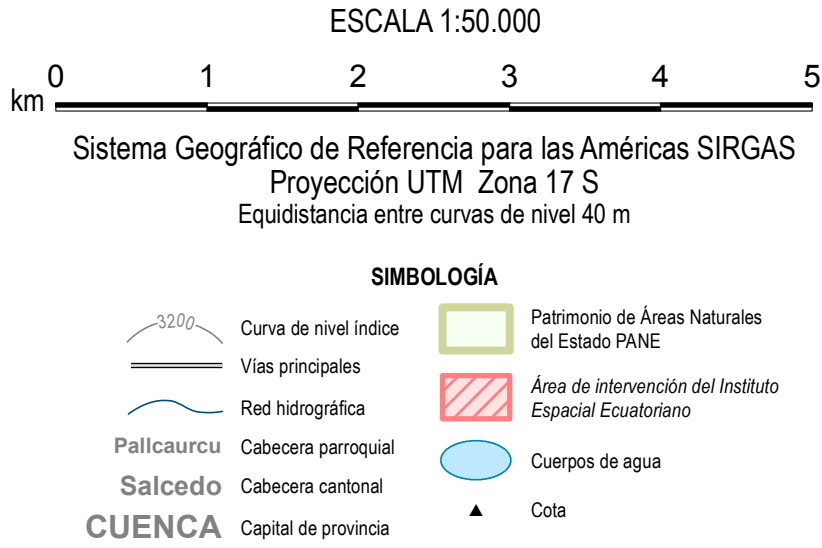 ESCALA 1:50.000
0 1 2 3 4 5
km
Sistema Geográfico de Referencia para las Américas SIRGAS
Proyección UTM Zona 17 S
Equidistancia entre curvas de nivel 40 m
SIMBOLOGÍA
3200
Curva de nivel índice
Vías principales
Red hidrográfica
Pallcaurcu Cabecera parroquial
Salcedo Cabecera cantonal
CUENCA Capital de provincia
Patrimonio de Áreas Naturales
del Estado PANE
Área de intervención del Instituto
Espacial Ecuatoriano
Cuerpos de agua
Cota